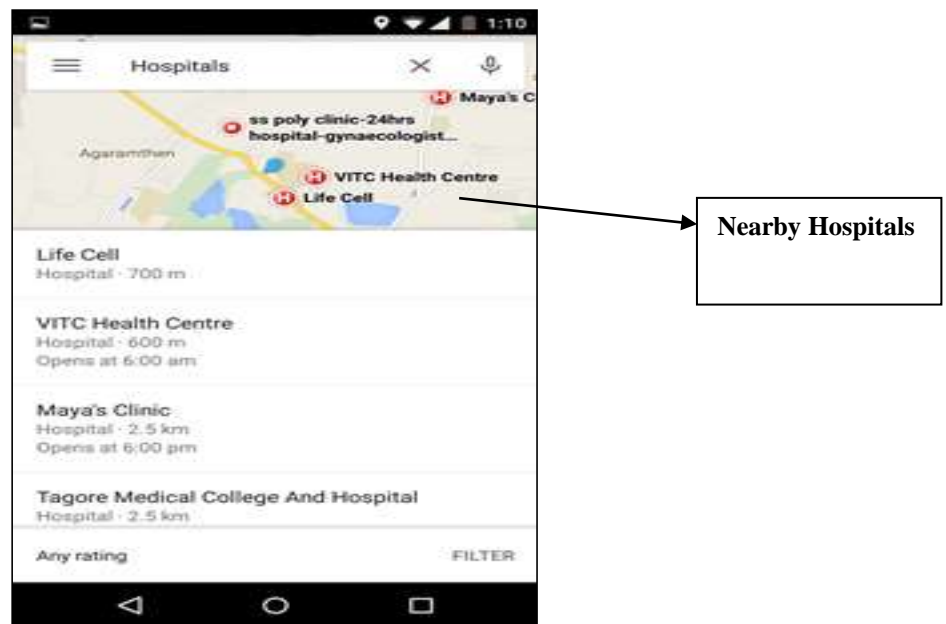 1:10
Hospitals
Maya's C
ss poly clinic-24hrs
hospital-gynaecologist...
Agaramthen
VITC Health Centre
Life Cell
Nearby Hospitals
Life Cell
Hospital · 700 m
VITC Health Centre
Hospital · 600 m
Opens at 6:00 am
Maya's Clinic
Hospital · 2.5 km
Opens at 6:00 pm
Tagore Medical College And Hospital
Hospital · 2.5 km
Any rating FILTER